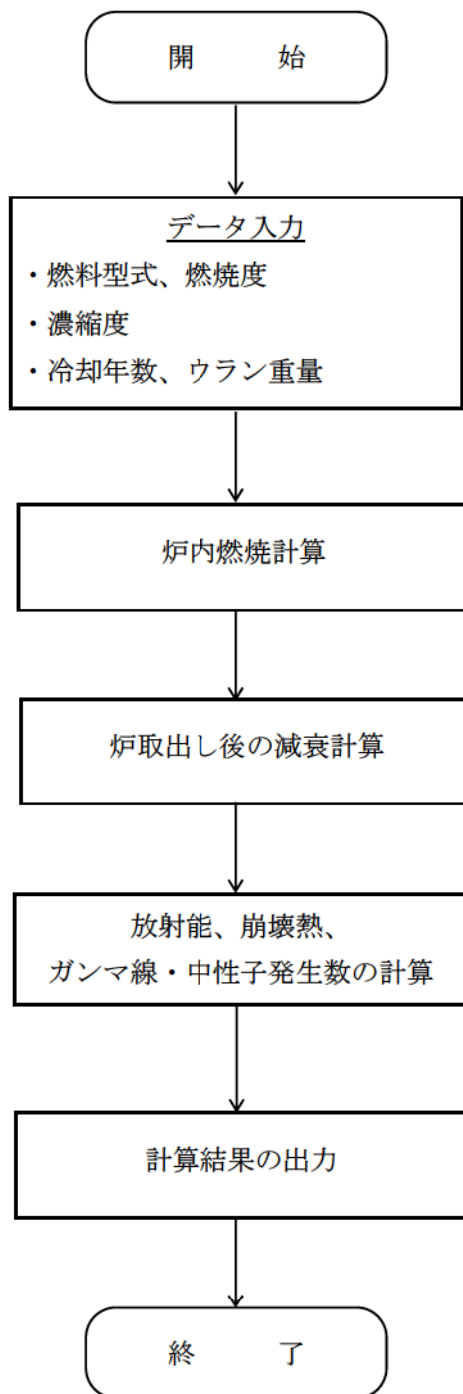 開　始
データ入力
・燃料型式、燃焼度
・濃縮度
・冷却年数、ウラン重量
炉内燃焼計算
炉取出し後の減衰計算
放射能、崩壊熱、
ガンマ線・中性子発生数の計算
計算結果の出力
終　了